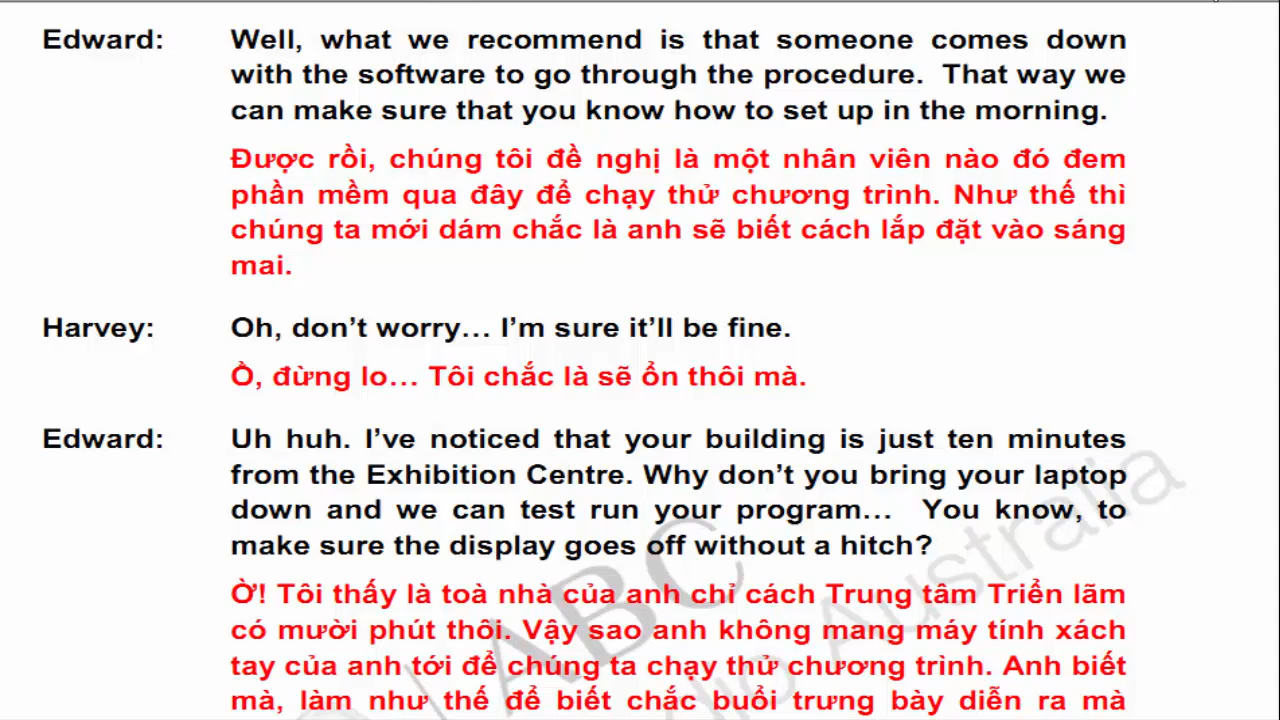 Edward: Well, what we recommend is that someone comes down
with the software to go through the procedure. That way we
can make sure that you know how to set up in the morning.
Được rồi, chúng tôi đề nghị là một nhân viên nào đó đem
phần mềm qua đây để chạy thử chương trình. Như thế thì
chúng ta mới dám chắc là anh sẽ biết cách lắp đặt vào sáng
mai.
Harvey: Oh, don’t worry… I’m sure it’ll be fine.
Ồ, đừng lo… Tôi chắc là sẽ ổn thôi mà.
Edward: Uh huh. I’ve noticed that your building is just ten minutes
from the Exhibition Centre. Why don’t you bring your laptop
down and we can test run your program… You know, to
make sure the display goes off without a hitch?
Ờ! Tôi thấy là toà nhà của anh chỉ cách Trung tâm Triển lãm
có mười phút thôi. Vậy sao anh không mang máy tính xách
tay của anh tới để chúng ta chạy thử chương trình. Anh biết
mà, làm như thế để biết chắc buổi trưng bày diễn ra mà
ABC
Australia